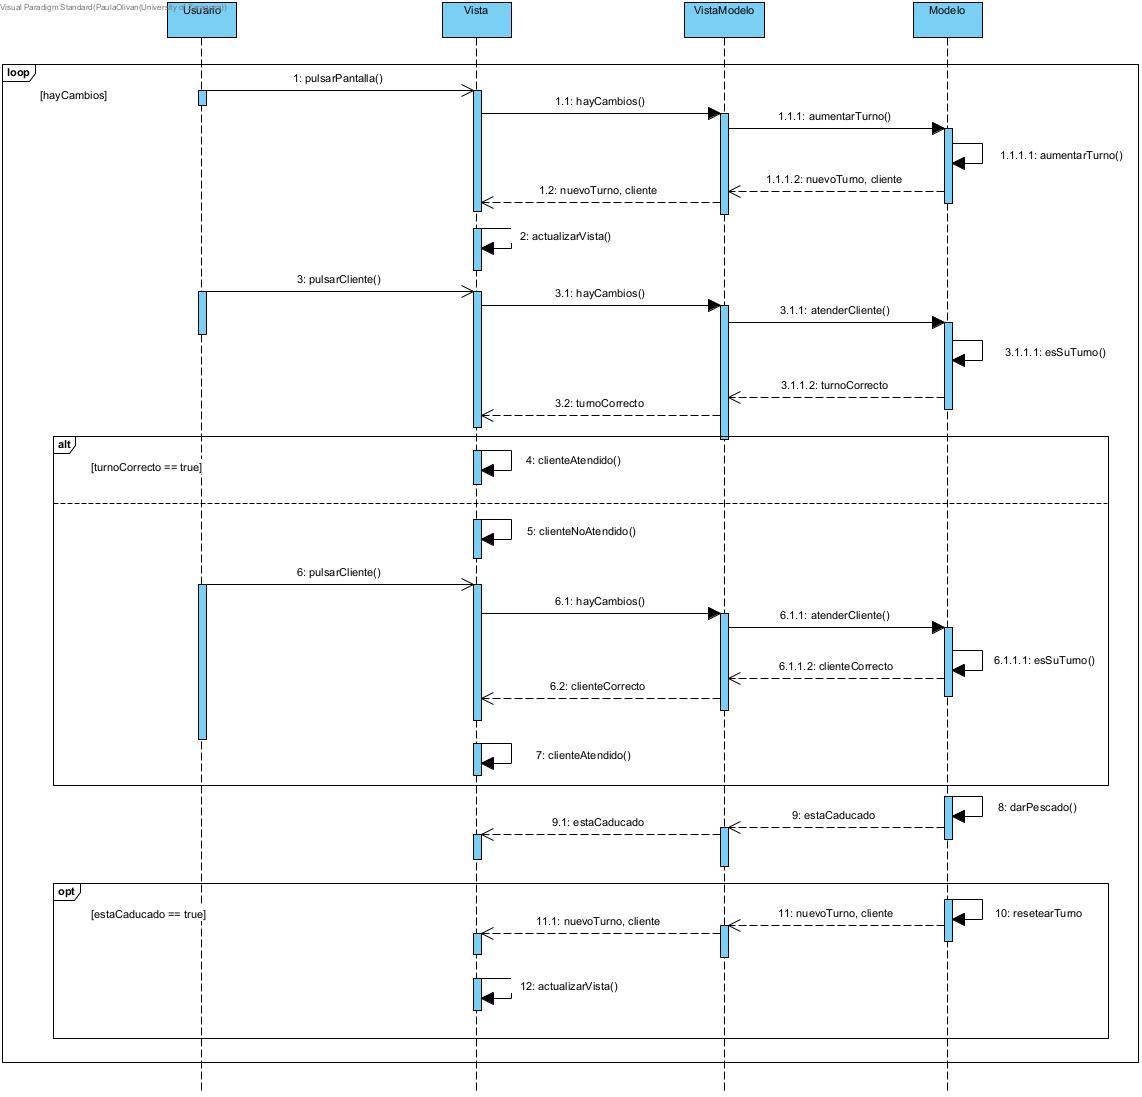 Visual Paradigm Standard(PaulaOlivan(University of
Usuario
Vista
VistaModelo
Modelo
loop
[hayCambios]
1: pulsarPantalla()
1.1: hayCambios()
1.1.1: aumentarTurno()
1.1.1.1: aumentarTurno()
1.1.1.2: nuevoTurno, cliente
1.2: nuevoTurno, cliente
2: actualizarVista()
3: pulsarCliente()
3.1: hayCambios()
3.1.1: atenderCliente()
3.1.1.1: esSuTurno()
3.1.1.2: turnoCorrecto
3.2: turnoCorrecto
alt
[turnoCorrecto == true]
4: clienteAtendido()
5: clienteNoAtendido()
6: pulsarCliente()
6.1: hayCambios()
6.1.1: atenderCliente()
6.1.1.1: esSuTurno()
6.1.1.2: clienteCorrecto
6.2: clienteCorrecto
7: clienteAtendido()
8: darPescado()
9: estaCaducado
9.1: estaCaducado
opt
[estaCaducado == true]
10: resetearTurno
11: nuevoTurno, cliente
11.1: nuevoTurno, cliente
12: actualizarVista()